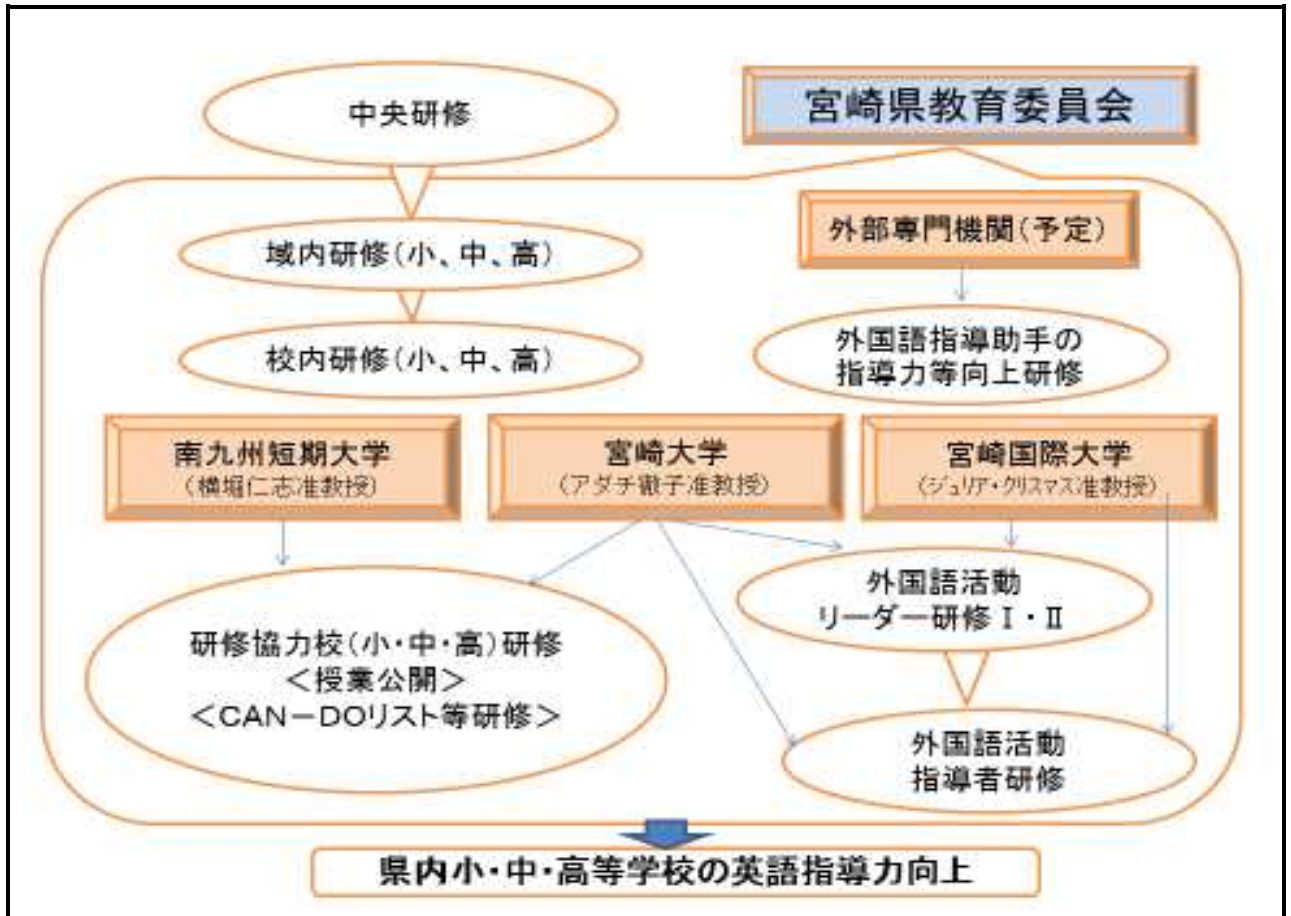 中央研修
宮崎県教育委員会
域内研修(小、中、高)
外部専門機関(予定)
校内研修(小、中、高)
外国語指導助手の
指導力等向上研修
南九州短期大学
(横堀仁志准教授)
宮崎大学
(アダチ徹子准教授)
宮崎国際大学
(ジュリア・クリスマス准教授)
研修協力校(小・中・高)研修
<授業公開>
<CAN-DOリスト等研修>
外国語活動
リーダー研修Ⅰ・Ⅱ
外国語活動
指導者研修
県内小・中・高等学校の英語指導力向上